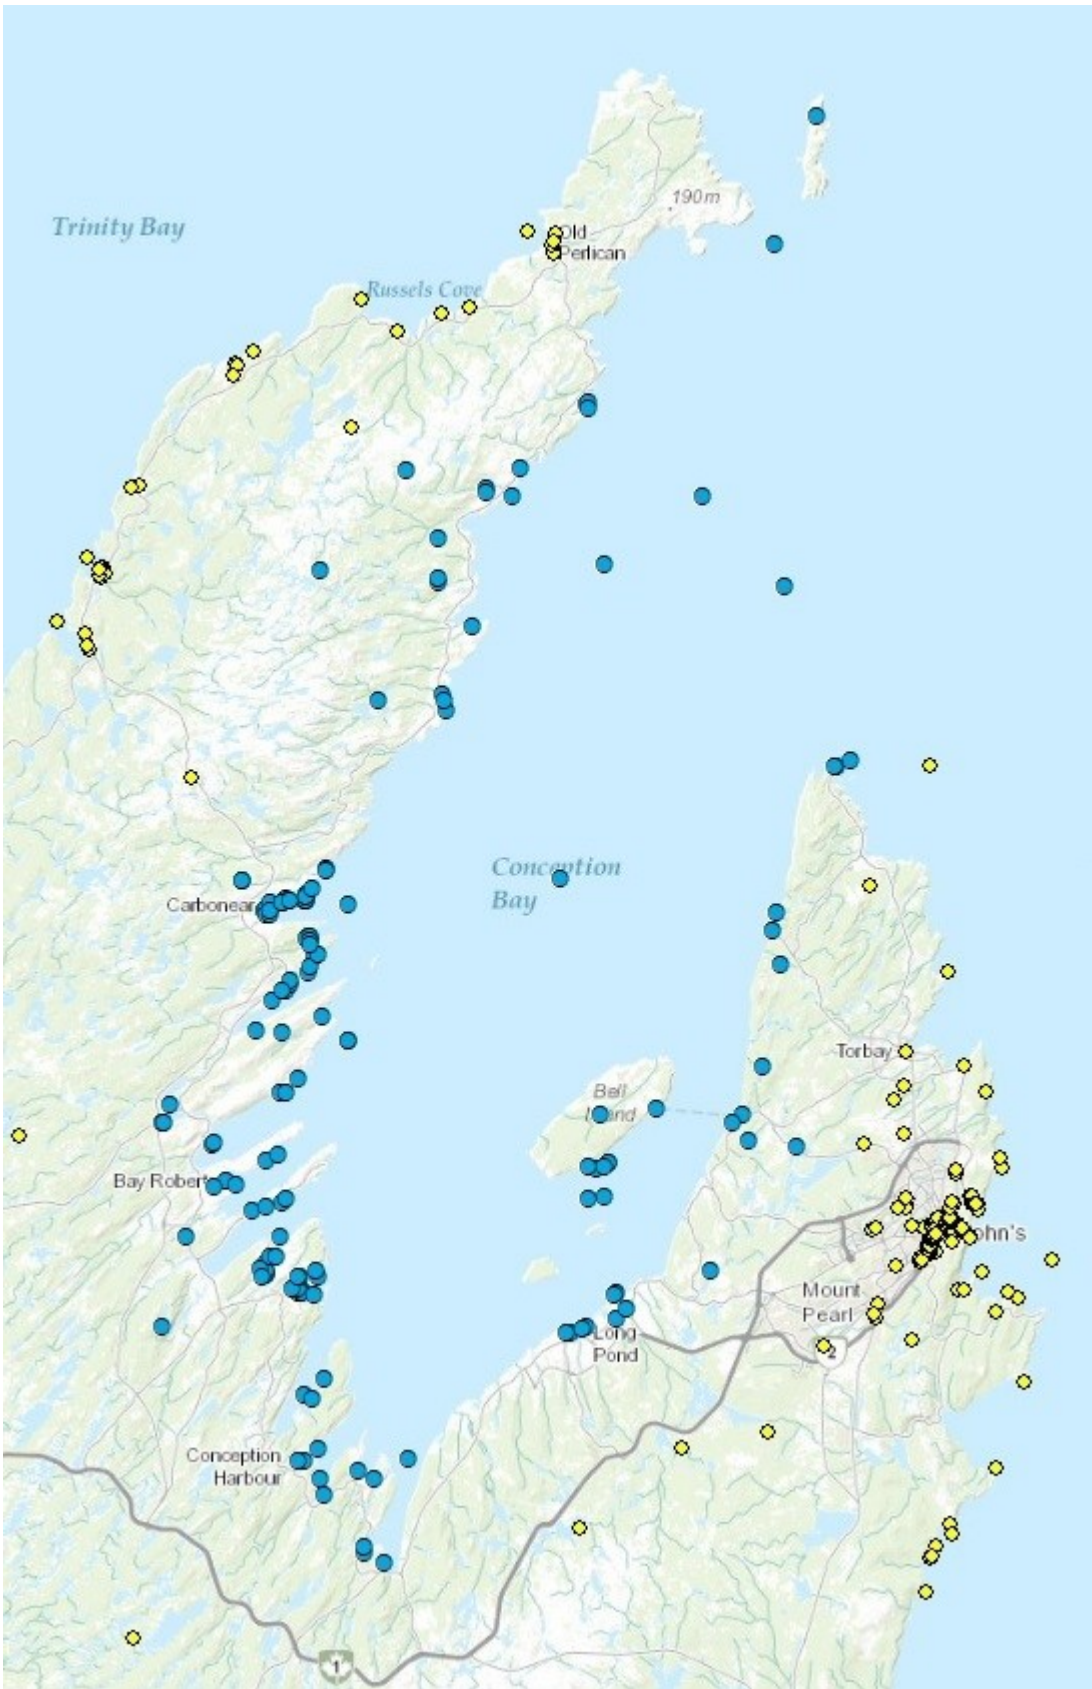 190m
Trinity Bay
Old
Perlican
Russels Cove
Conception
Bay
Carbonear
Torbay
Bell
Island
Bay Robert
John's
Mount
Pearl
Long
Pond
2
Conception
Harbour
1